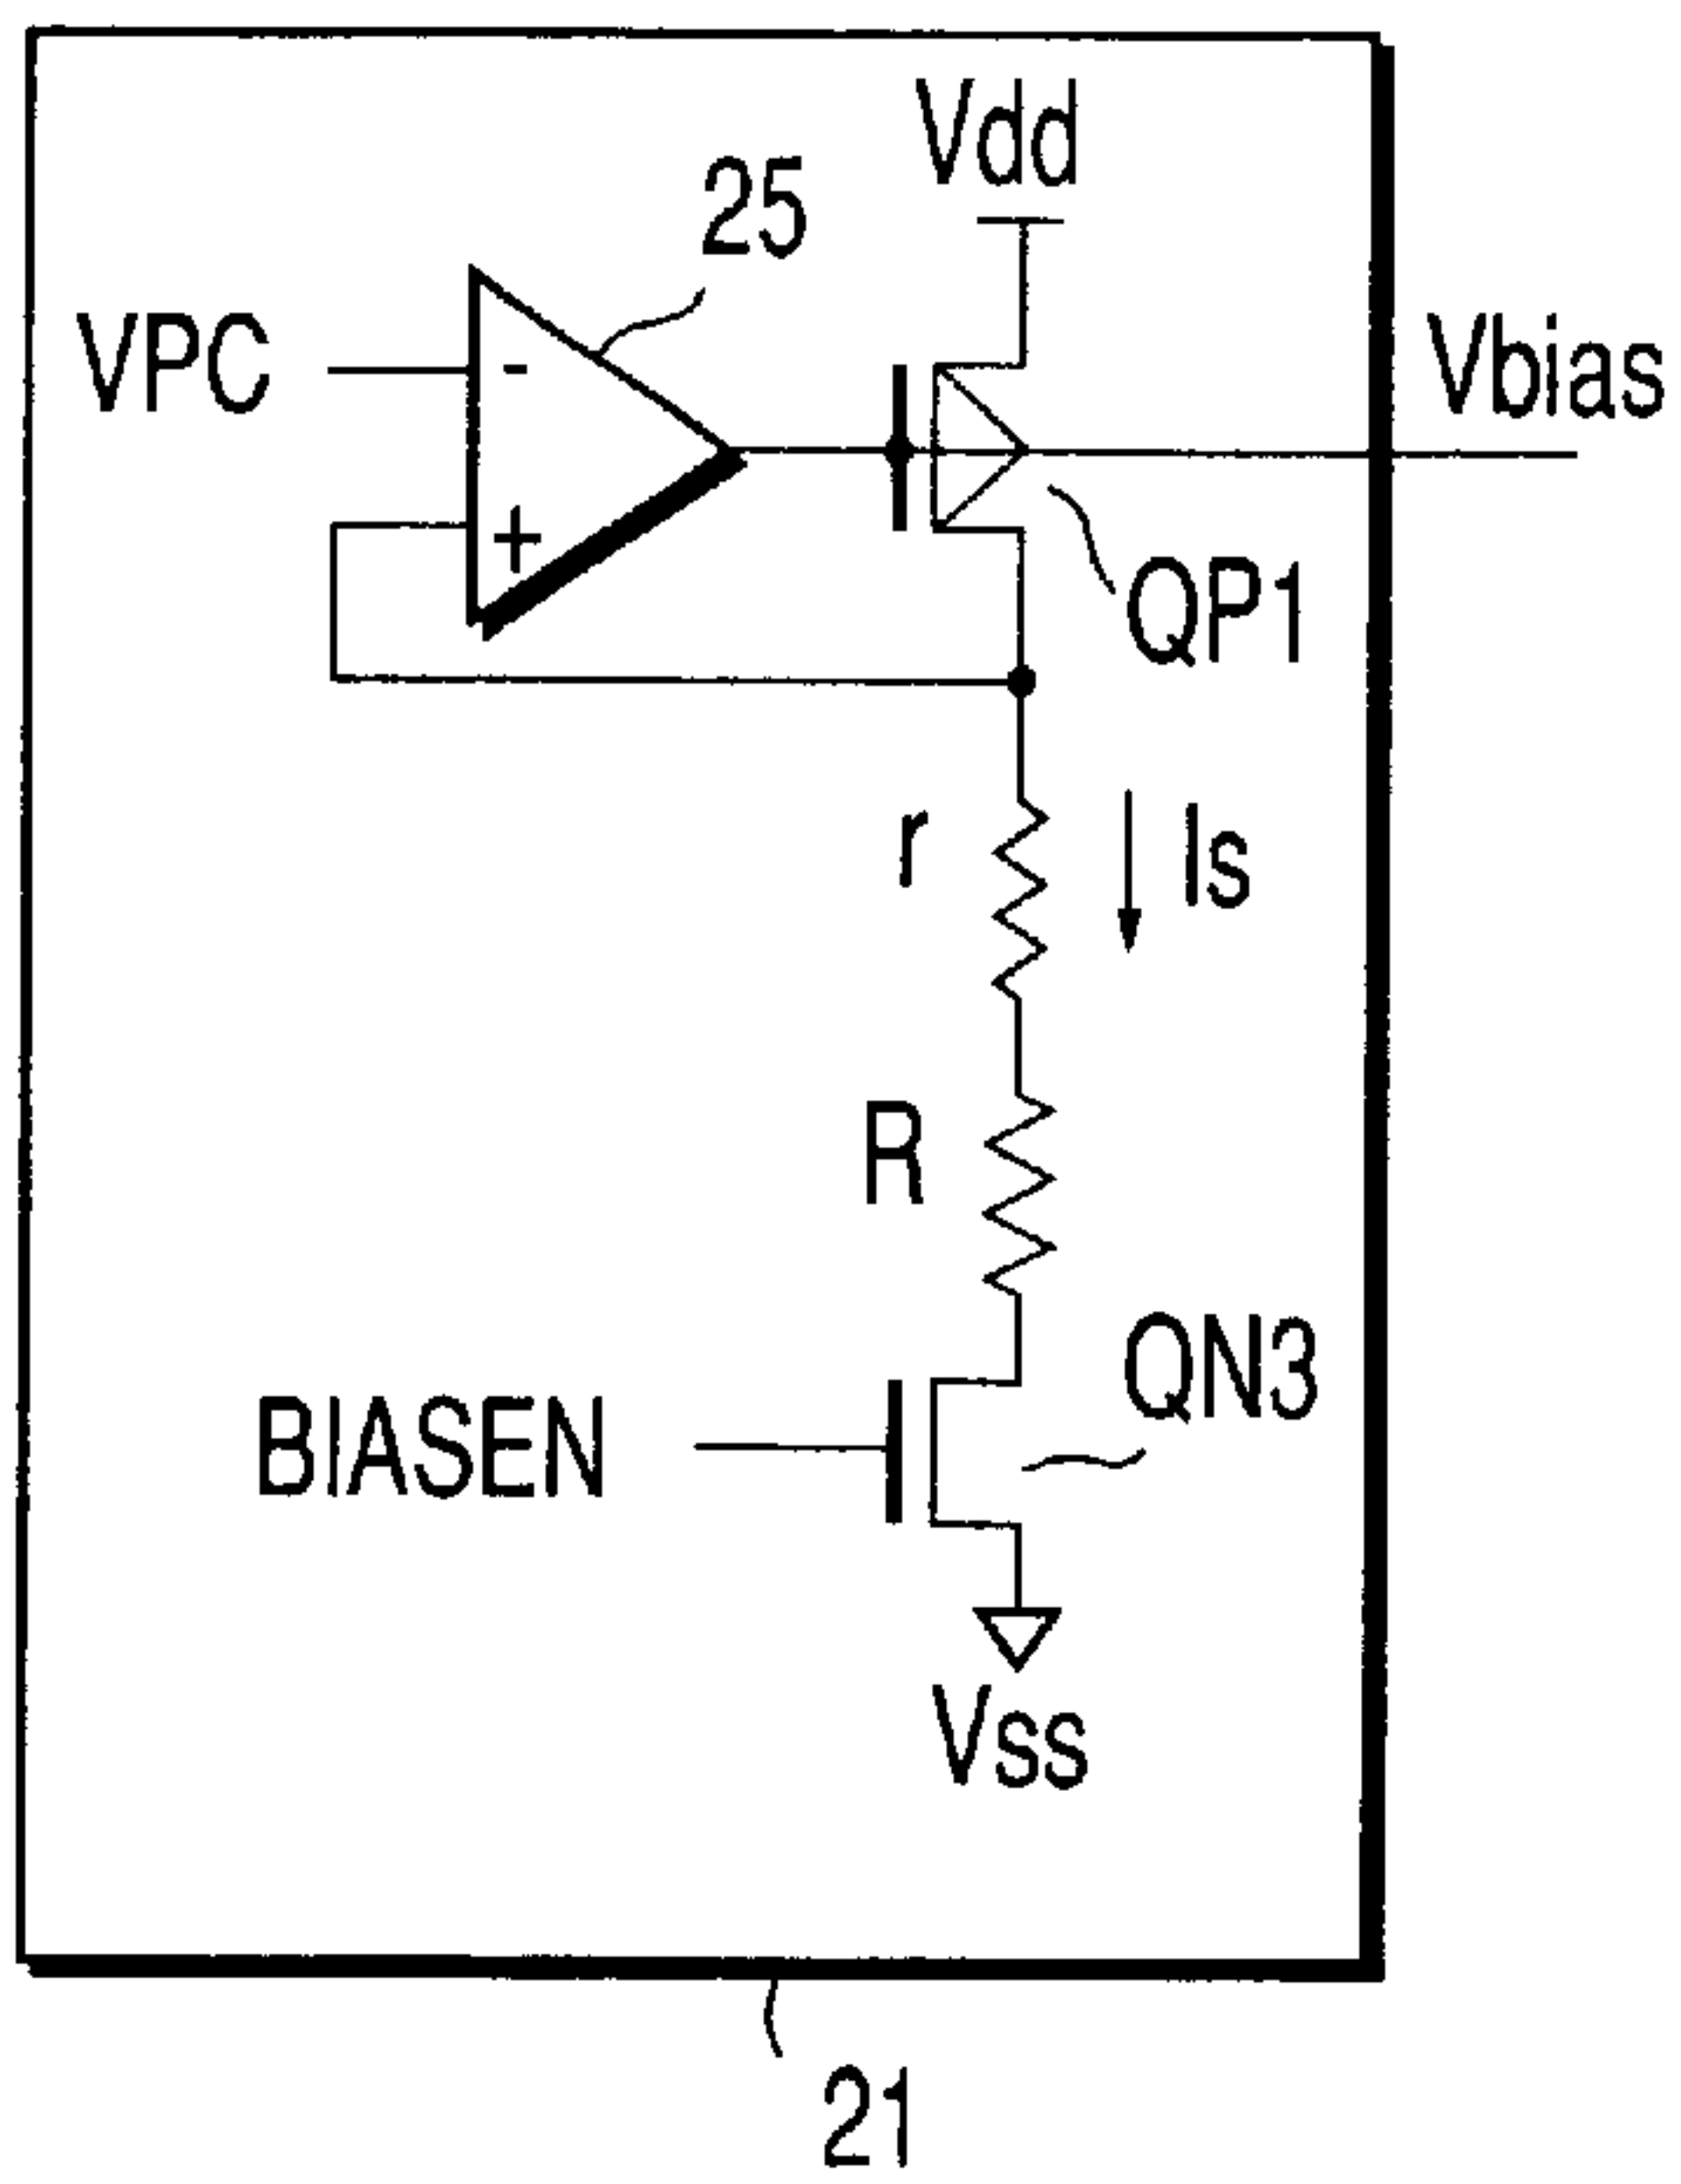 Vdd
25
VPC
Vbias
-
+
QP1
r
Is
R
QN3
BIASEN
Vss
21